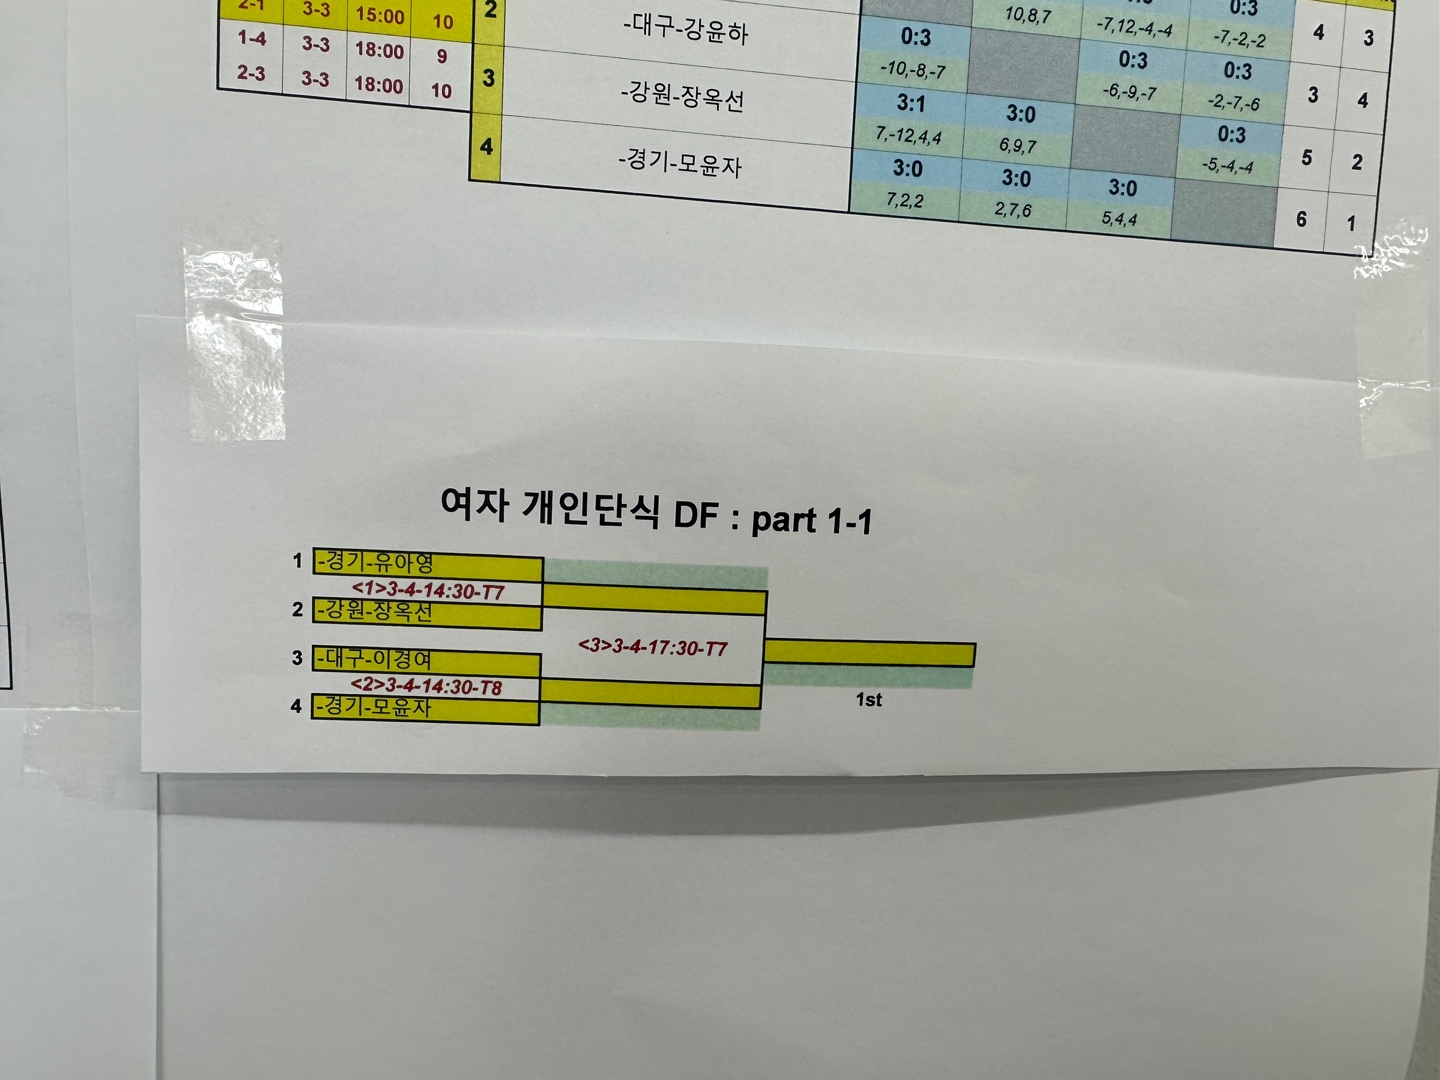 2-1 3-3 15:00 10
1-4 3-3 18:00 9
2-3 3-3 18:00 10
10,8,7 -7,12,-4,-4 0:3 -7,-2,-2 4 3
2 -대구-강윤하 0:3 -10,-8,-7 0:3 -6,-9,-7 0:3 -2,-7,-6 3 4
3 -강원-장옥선 3:1 7,-12,4,4 3:0 6,9,7 0:3 -5,-4,-4 5 2
4 -경기-모윤자 3:0 7,2,2 3:0 2,7,6 3:0 5,4,4 6 1
여자 개인단식 DF : part 1-1
1 -경기-유아영
<1>3-4-14:30-T7
2 -강원-장옥선
<3>3-4-17:30-T7
3 -대구-이경여
<2>3-4-14:30-T8
4 -경기-모윤자
1st